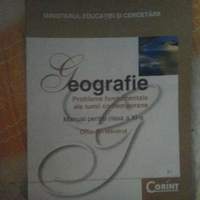 MINISTERUL EDUCAȚIEI ȘI CERCETĂRII
Geografie
Probleme fundamentale
ale lumii contemporane
Manual pentru clasa a XI-a
Octavian Mândruț
CORINT